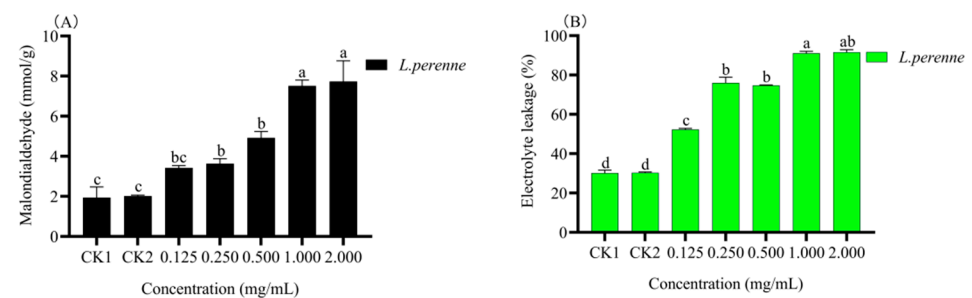 (A)
Malondialdehyde (mmol/g)
10
8
6
4
2
0
c
c
bc
b
b
a
a
L.perenne
CK1 CK2 0.125 0.250 0.500 1.000 2.000
Concentration (mg/mL)
(B)
Electrolyte leakage (%)
100
80
60
40
20
0
d
d
c
b
b
a
ab
L.perenne
CK1 CK2 0.125 0.250 0.500 1.000 2.000
Concentration (mg/mL)